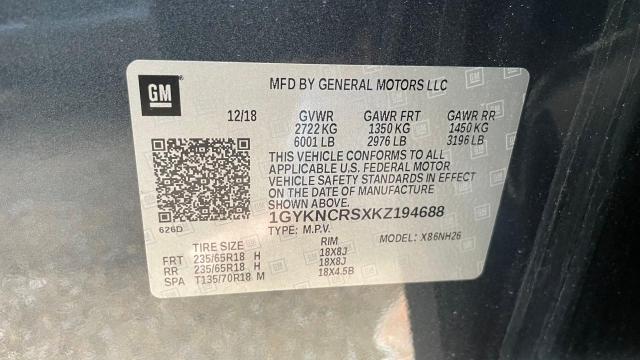 GM
MFD BY GENERAL MOTORS LLC
12/18 GVWR GAWR FRT GAWR RR
2722 KG 1350 KG 1450 KG
6001 LB 2976 LB 3196 LB
THIS VEHICLE CONFORMS TO ALL
APPLICABLE U.S. FEDERAL MOTOR
VEHICLE SAFETY STANDARDS IN EFFECT
ON THE DATE OF MANUFACTURE
SHOWN ABOVE.
1GYKNCRSXKZ194688
626D TYPE: M.P.V. MODEL: X86NH26
TIRE SIZE RIM
FRT 235/65R18 H 18X8J
RR 235/65R18 H 18X8J
SPA T135/70R18 M 18X4.5B